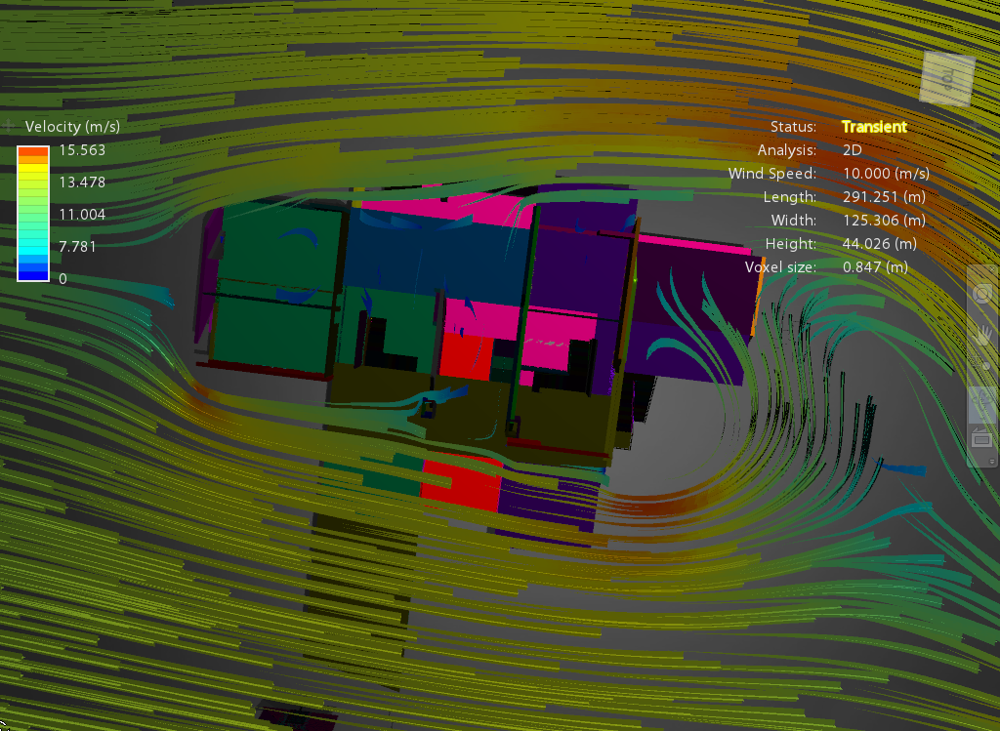 Velocity (m/s)
15.563
13.478
11.004
7.781
0
Status: Transient
Analysis: 2D
Wind Speed: 10.000 (m/s)
Length: 291.251 (m)
Width: 125.306 (m)
Height: 44.026 (m)
Voxel size: 0.847 (m)
TOP